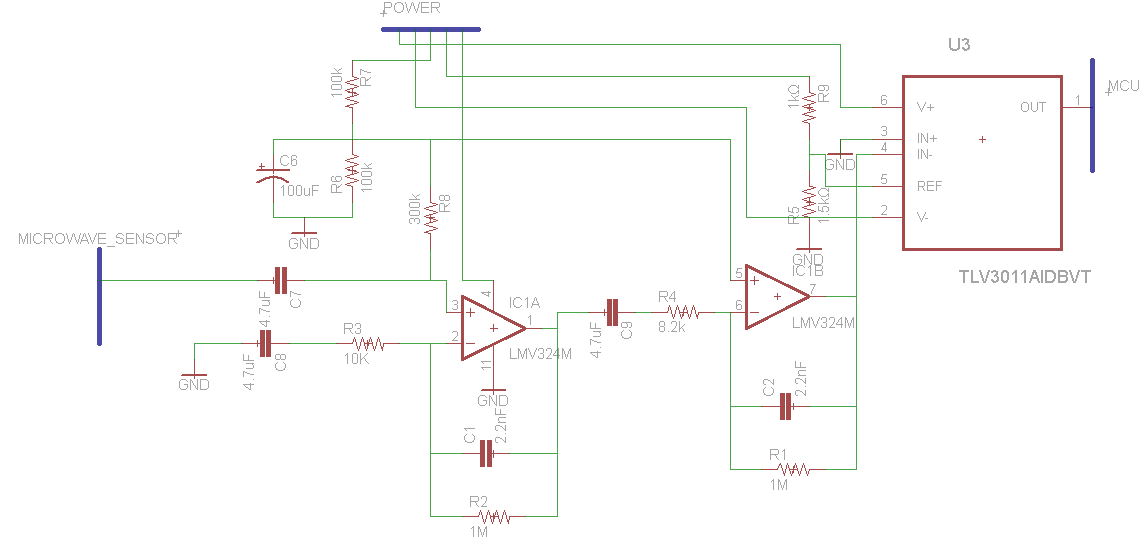 POWER
U3
MCU
100k
R7
1kΩ
R9
6
V+
OUT
1
3
IN+
4
IN-
GND
5
REF
2
V-
C6
100uF
R6
100k
300k
R8
R5
1.5kΩ
GND
MICROWAVE_SENSOR
GND
TLV3011AIDBVT
4.7uF
C7
4
IC1A
3
1
2
LMV324M
11
GND
R3
10K
4.7uF
C8
GND
4.7uF
C9
R4
8.2k
IC1B
5
7
6
LMV324M
C2
2.2nF
C1
2.2nF
R1
1M
R2
1M